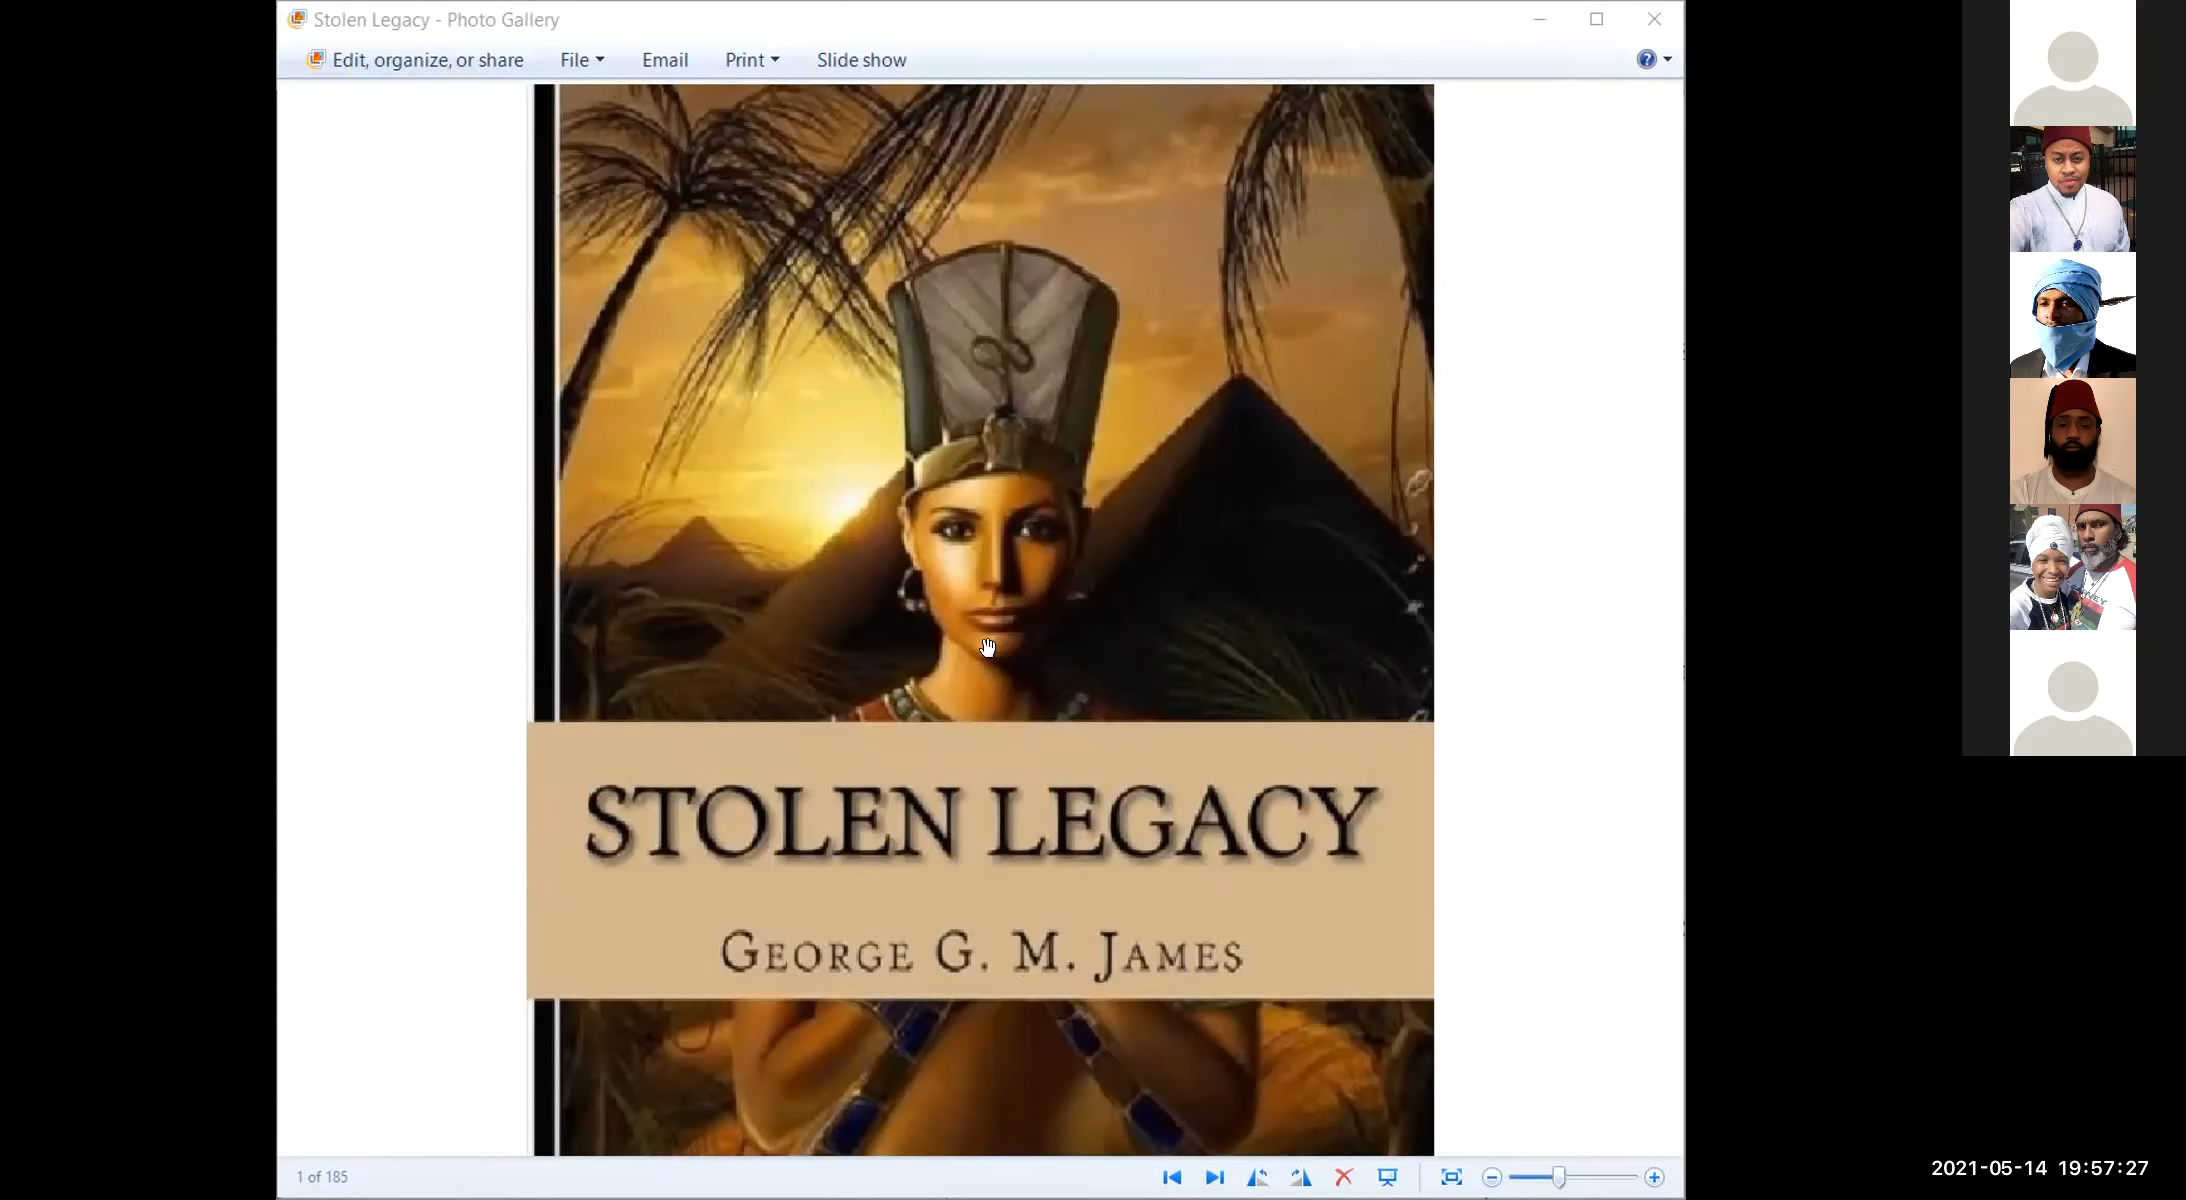 Stolen Legacy - Photo Gallery
Edit, organize, or share File Email Print Slide show
STOLEN LEGACY
GEORGE G. M. JAMES
1 of 185
2021-05-14 19:57:27